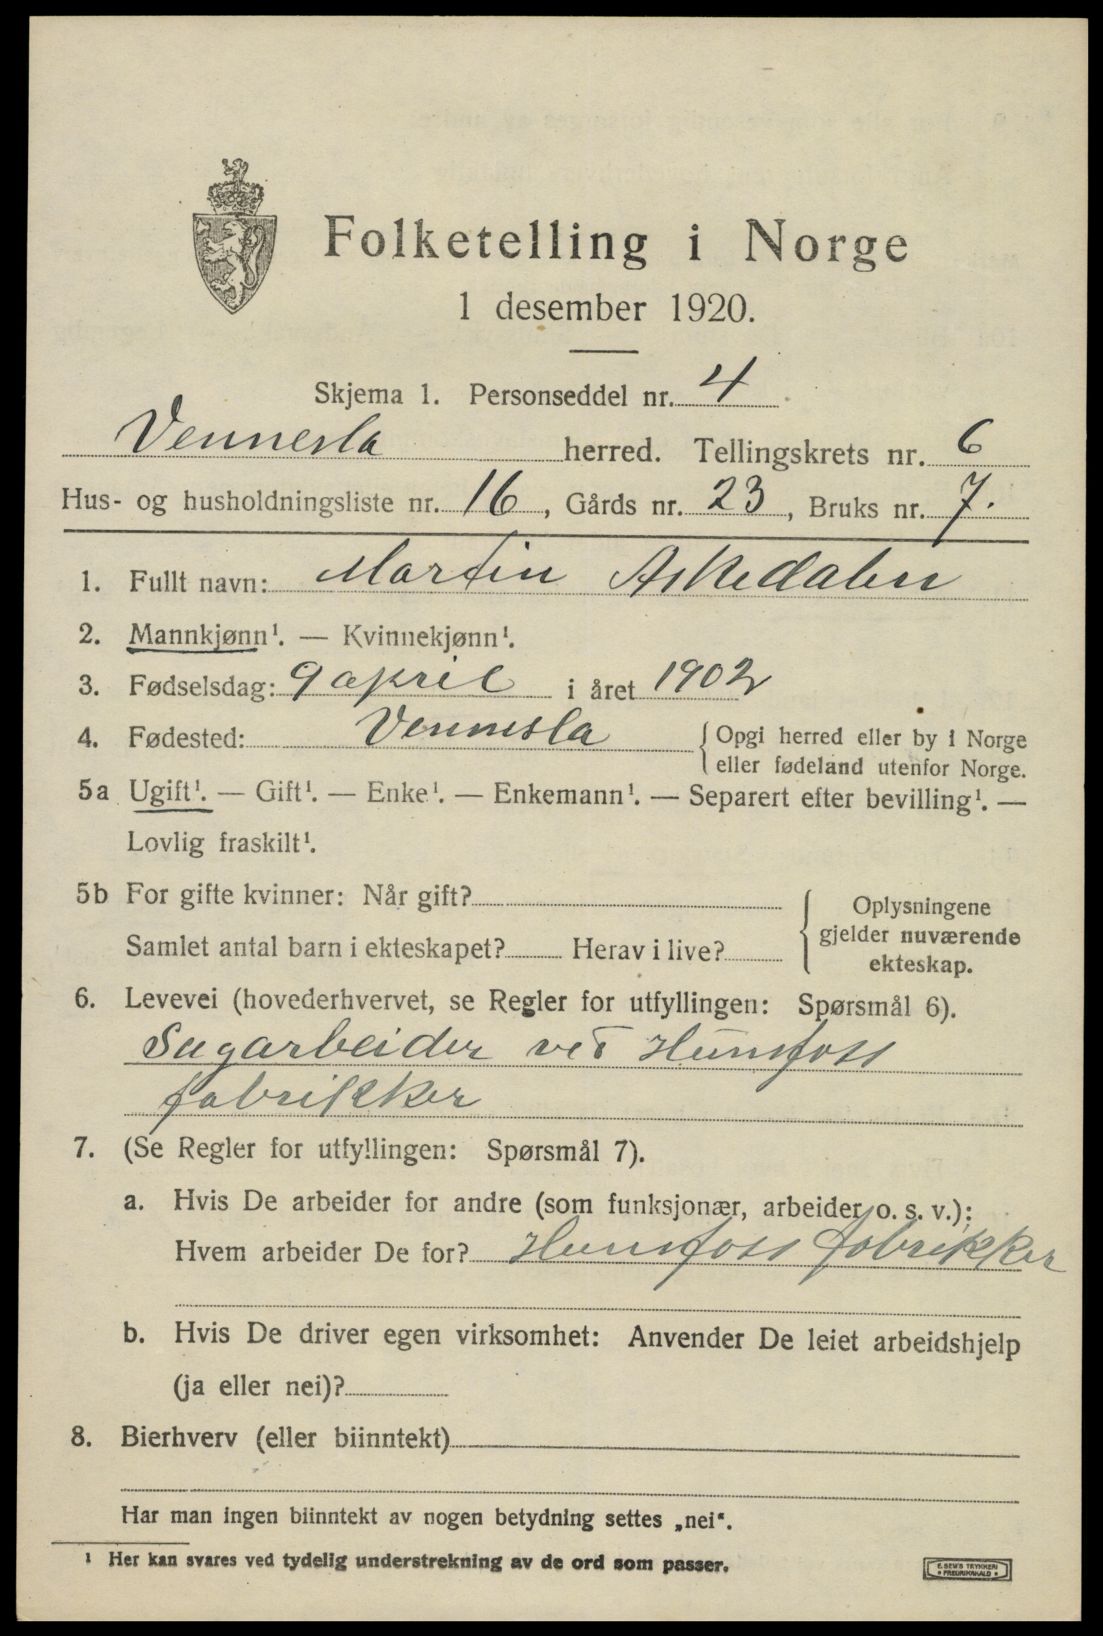 Folketelling i Norge
1 desember 1920.
Skjema 1. Personseddel nr. 4
Vennesla herred. Tellingskrets nr. 6
Hus- og husholdningsliste nr. 16, Gårds nr. 23, Bruks nr. 7.
1. Fullt navn: Martin Askedalen
2. Mannkjønn¹. — Kvinnekjønn¹.
3. Fødselsdag: 9 april i året 1902
4. Fødested: Vennesla { Opgi herred eller by i Norge
eller fødeland utenfor Norge.
5a Ugift¹. — Gift¹. — Enke¹. — Enkemann¹. — Separert efter bevilling¹. —
Lovlig fraskilt¹.
5b For gifte kvinner: Når gift? { Oplysningene
gjelder nuværende
Samlet antal barn i ekteskapet? Herav i live?
ekteskap.
6. Levevei (hovederhvervet, se Regler for utfyllingen: Spørsmål 6).
Sagarbeider ved Hunsfoss
fabrikker
7. (Se Regler for utfyllingen: Spørsmål 7).
a. Hvis De arbeider for andre (som funksjonær, arbeider o. s. v.):
Hvem arbeider De for? Hunsfoss fabrikker
b. Hvis De driver egen virksomhet: Anvender De leiet arbeidshjelp
(ja eller nei)?
8. Bierhverv (eller biinntekt)
Har man ingen biinntekt av nogen betydning settes „nei".
¹ Her kan svares ved tydelig understrekning av de ord som passer.
E. SEM'S TRYKKERI
* FREDRIKSHALD *